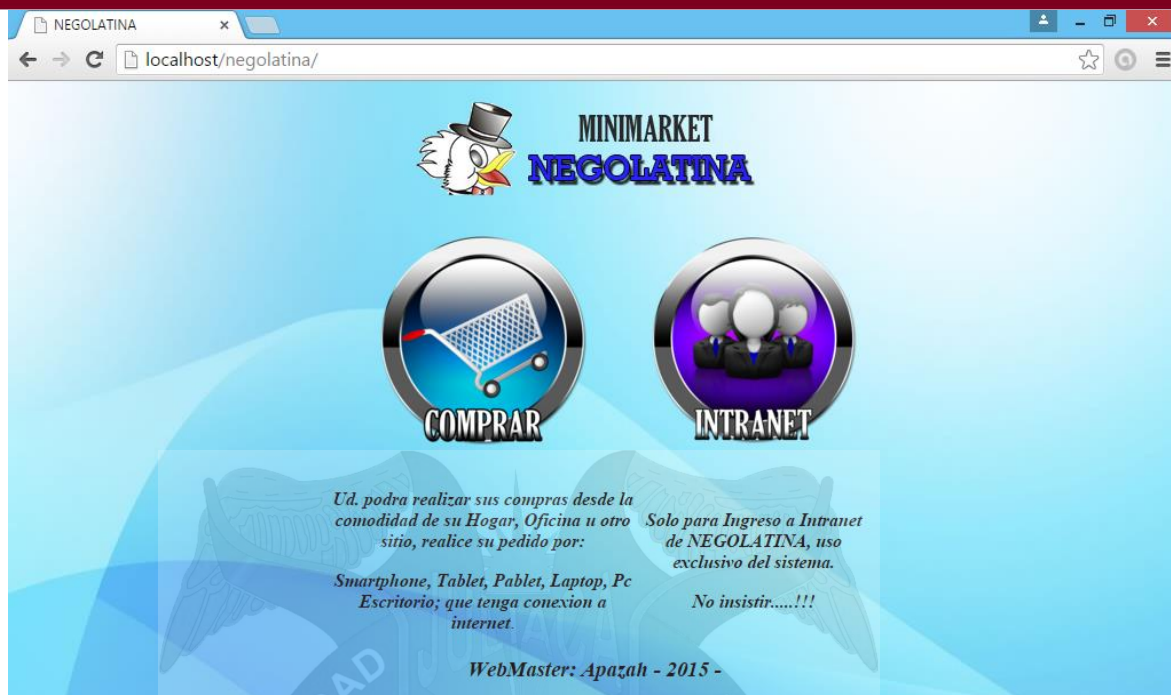 NEGOLATINA
localhost/negolatina/
MINIMARKET
NEGOLATINA
COMPRAR
INTRANET
Ud. podra realizar sus compras desde la
comodidad de su Hogar, Oficina u otro
sitio, realice su pedido por:
Smartphone, Tablet, Pablet, Laptop, Pc
Escritorio; que tenga conexion a
internet.
Solo para Ingreso a Intranet
de NEGOLATINA, uso
exclusivo del sistema.
No insistir.....!!!
JULIACA
AD
WebMaster: Apazah - 2015 -